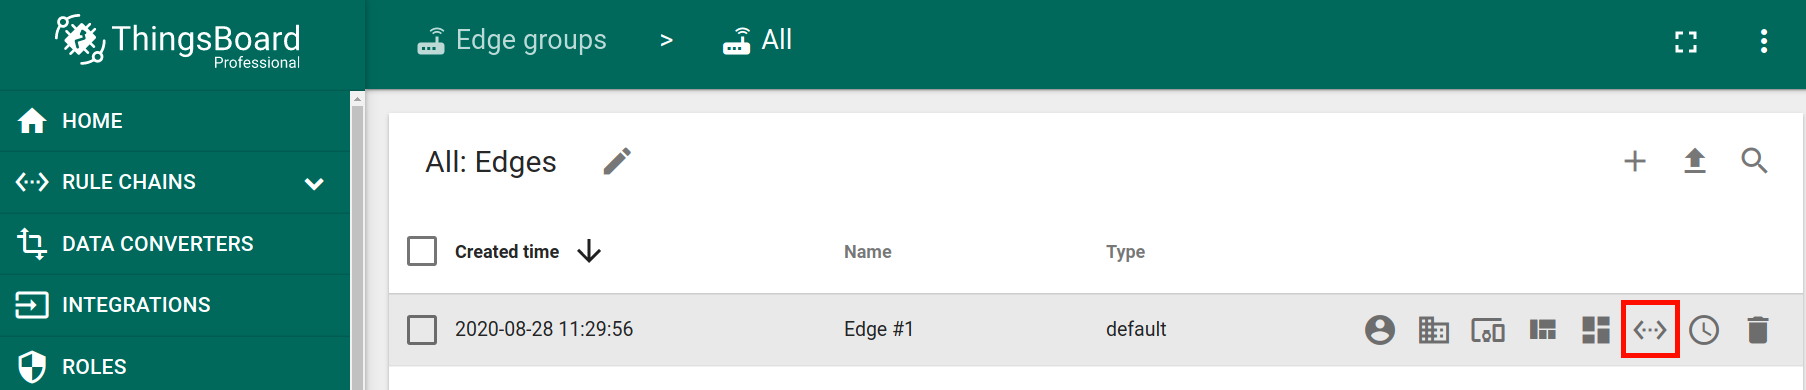 ThingsBoard
Professional
Edge groups > All
HOME
RULE CHAINS
DATA CONVERTERS
INTEGRATIONS
ROLES
All: Edges
Created time Name Type
2020-08-28 11:29:56 Edge #1 default